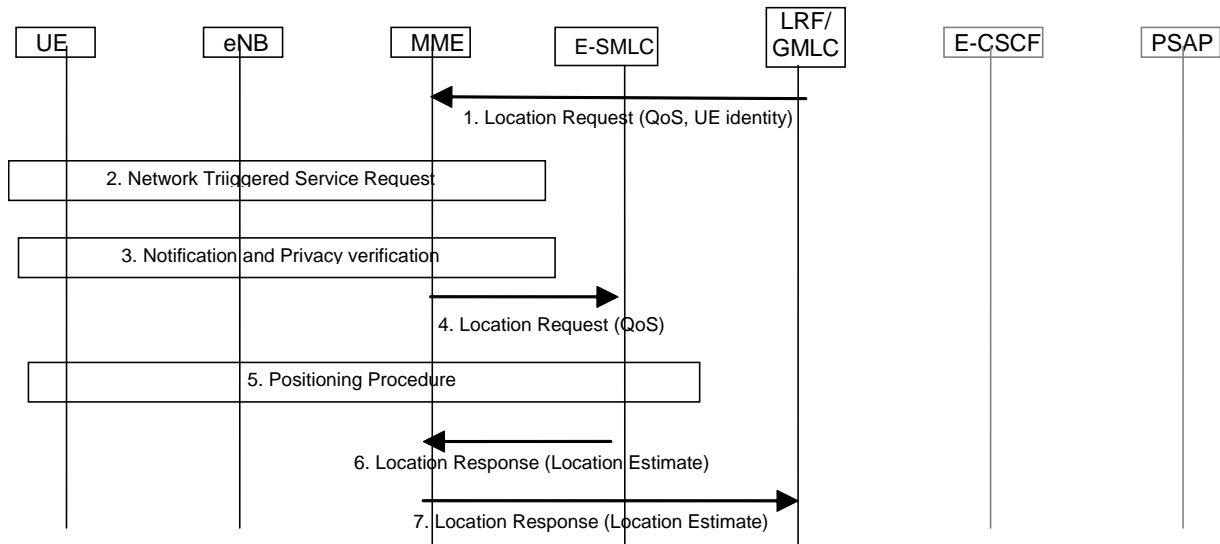 UE
eNB
MME
E-SMLC
LRF/
GMLC
E-CSCF
PSAP
1. Location Request (QoS, UE identity)
2. Network Triiggered Service Request
3. Notification and Privacy verification
4. Location Request (QoS)
5. Positioning Procedure
6. Location Response (Location Estimate)
7. Location Response (Location Estimate)